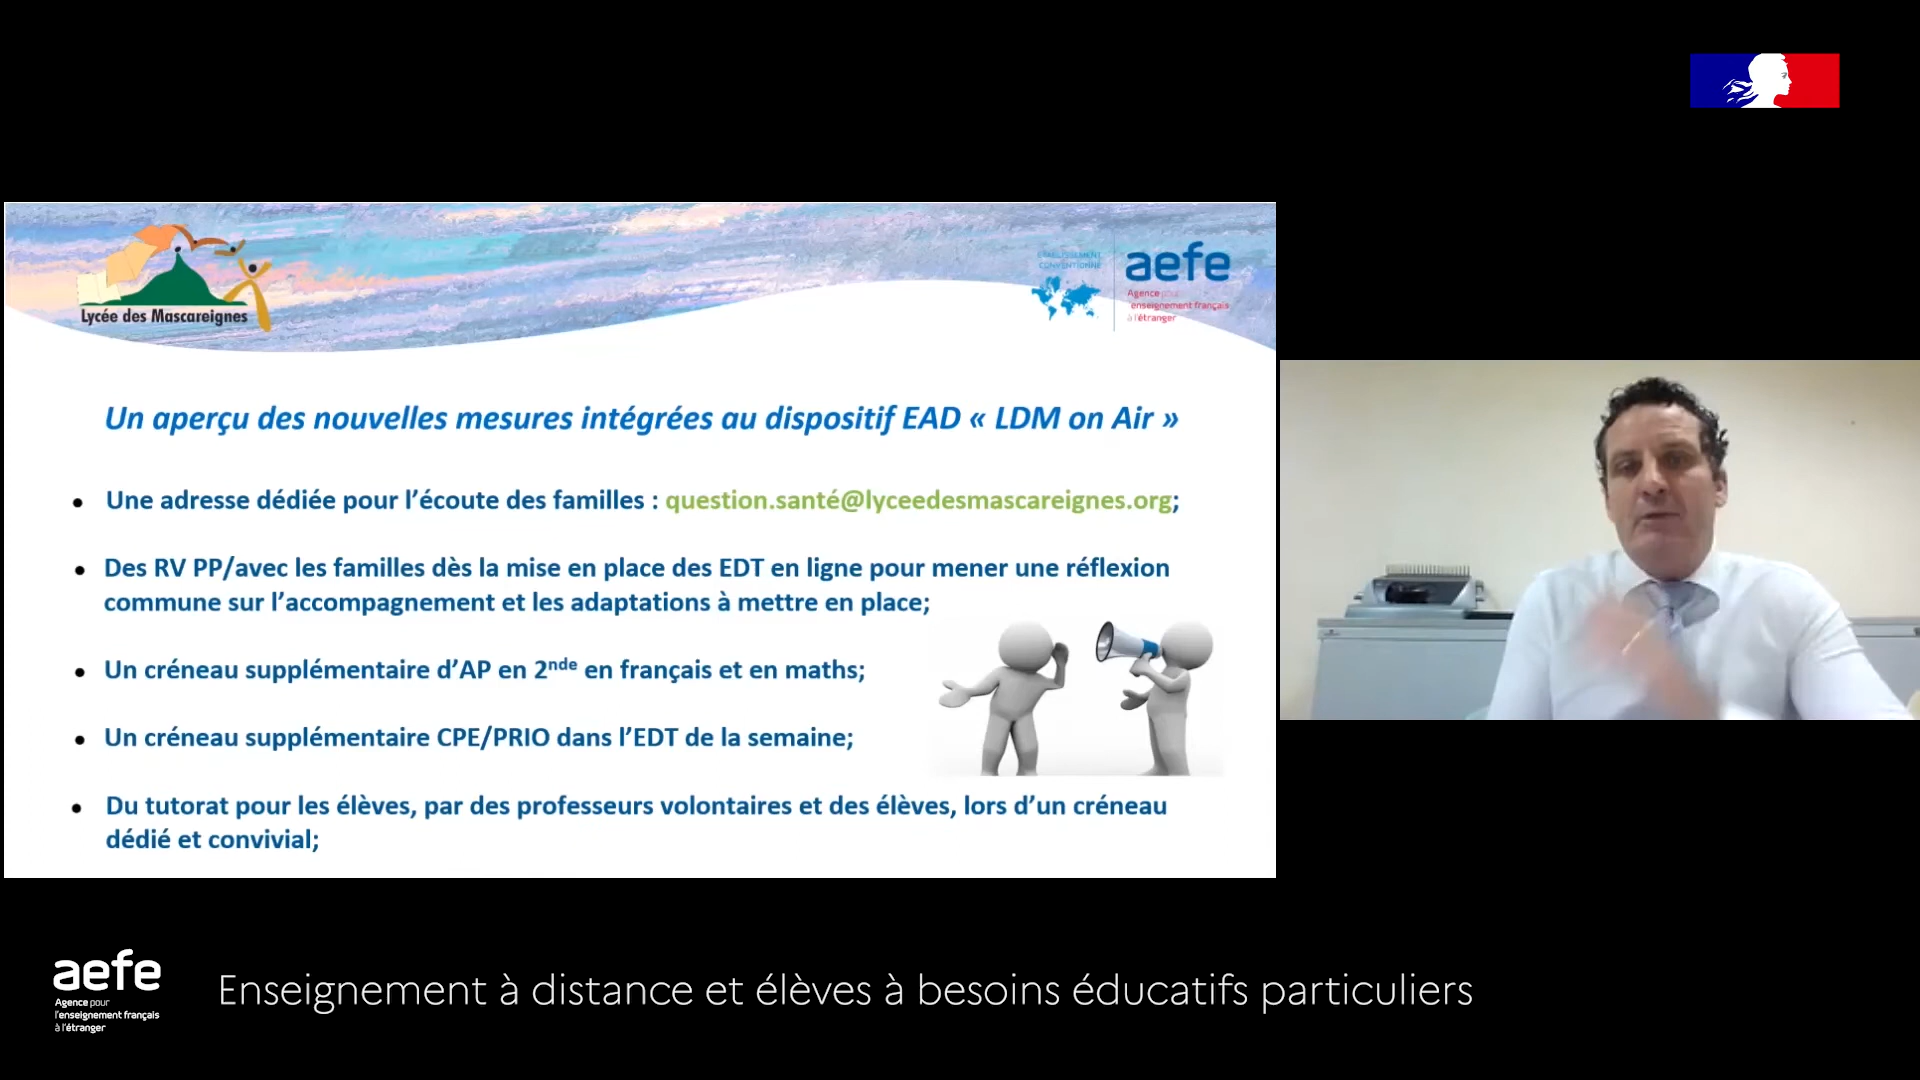 Lycée des Mascareignes
ÉTABLISSEMENT
CONVENTIONNÉ
aefe
Agence pour
l'enseignement français
à l'étranger
Un aperçu des nouvelles mesures intégrées au dispositif EAD « LDM on Air »
• Une adresse dédiée pour l'écoute des familles : question.santé@lyceedesmascareignes.org;
• Des RV PP/avec les familles dès la mise en place des EDT en ligne pour mener une réflexion
commune sur l'accompagnement et les adaptations à mettre en place;
• Un créneau supplémentaire d'AP en 2nde en français et en maths;
• Un créneau supplémentaire CPE/PRIO dans l'EDT de la semaine;
• Du tutorat pour les élèves, par des professeurs volontaires et des élèves, lors d'un créneau
dédié et convivial;
aefe
Agence pour
l'enseignement français
à l'étranger
Enseignement à distance et élèves à besoins éducatifs particuliers